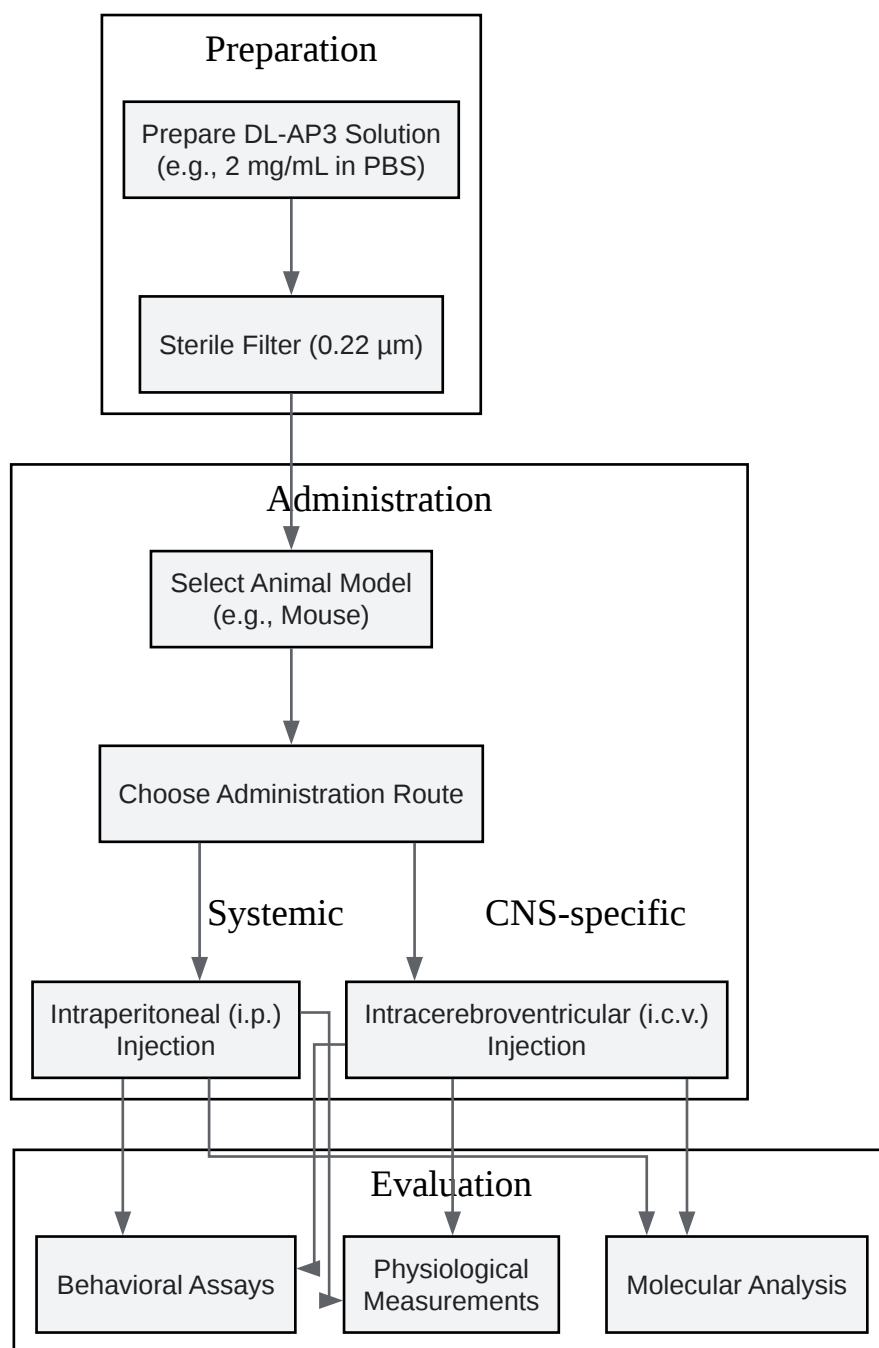 Preparation
Prepare DL-AP3 Solution
(e.g., 2 mg/mL in PBS)
Sterile Filter (0.22 µm)
Administration
Select Animal Model
(e.g., Mouse)
Choose Administration Route
Systemic
CNS-specific
Intraperitoneal (i.p.)
Injection
Intracerebroventricular (i.c.v.)
Injection
Evaluation
Behavioral Assays
Physiological
Measurements
Molecular Analysis